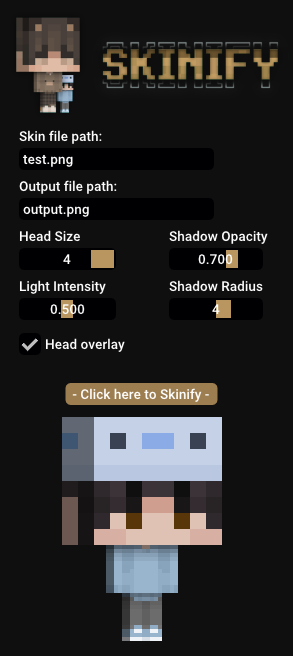 SKINIFY
Skin file path:
test.png
Output file path:
output.png
Head Size
Shadow Opacity
4
0.700
Light Intensity
Shadow Radius
0.500
4
Head overlay
- Click here to Skinify -